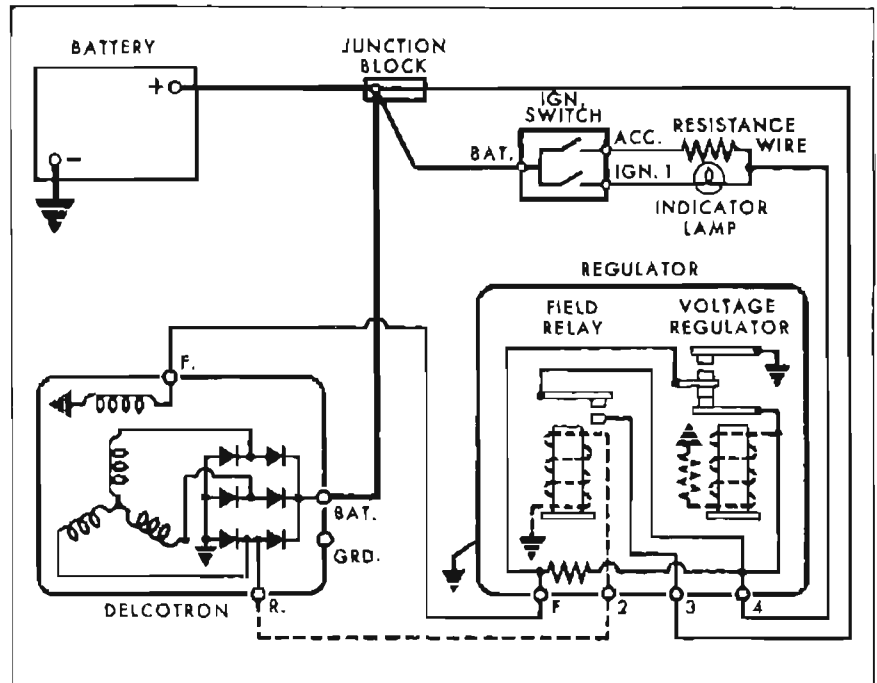 BATTERY
JUNCTION
BLOCK
+
-
IGN.
SWITCH
BAT.
ACC.
IGN. 1
RESISTANCE
WIRE
INDICATOR
LAMP
REGULATOR
FIELD
RELAY
VOLTAGE
REGULATOR
F.
BAT.
GRD.
DELCOTRON
R.
F
2
3
4